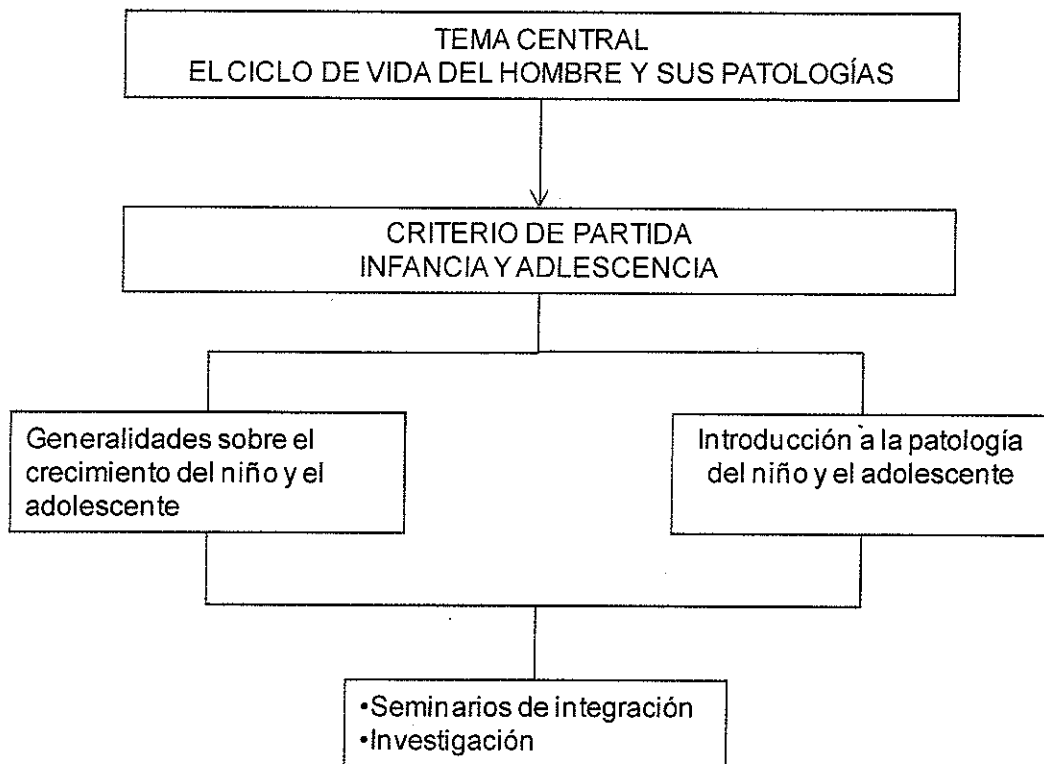 TEMA CENTRAL
EL CICLO DE VIDA DEL HOMBRE Y SUS PATOLOGÍAS
CRITERIO DE PARTIDA
INFANCIA Y ADLESCENCIA
Generalidades sobre el
crecimiento del niño y el
adolescente
Introducción a la patología
del niño y el adolescente
•Seminarios de integración
•Investigación